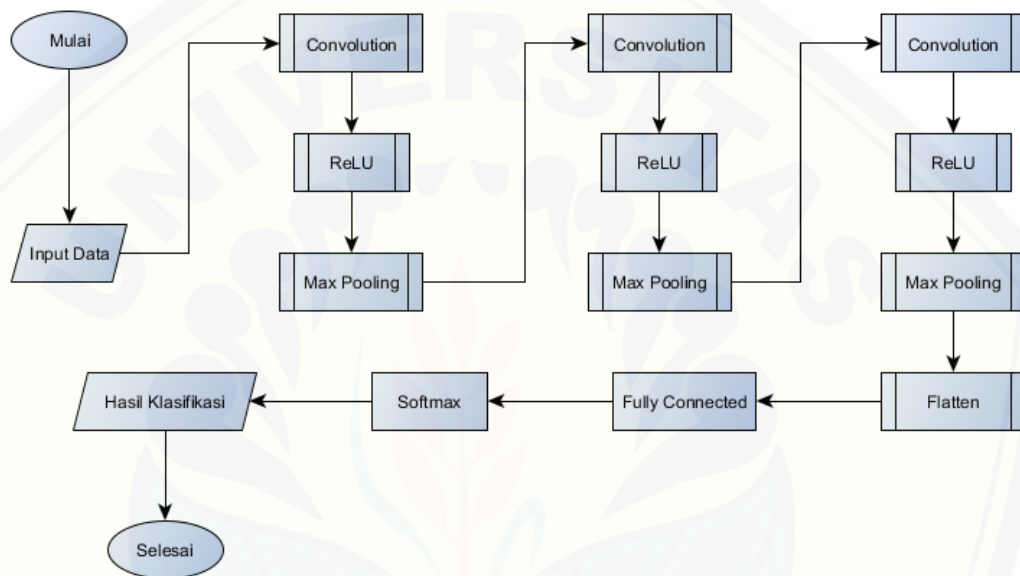 Mulai
Input Data
Convolution
ReLU
Max Pooling
Convolution
ReLU
Max Pooling
Convolution
ReLU
Max Pooling
Flatten
Fully Connected
Softmax
Hasil Klasifikasi
Selesai
UNIVERSITAS